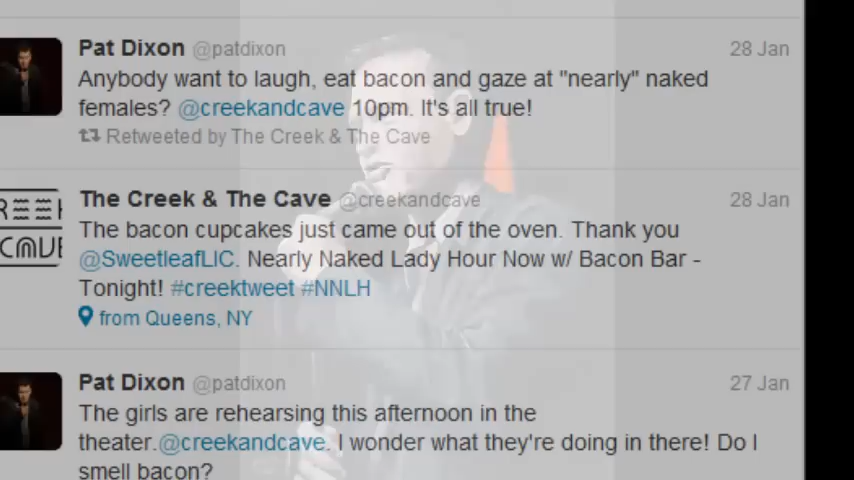 Pat Dixon @patdixon 28 Jan
Anybody want to laugh, eat bacon and gaze at "nearly" naked
females? @creekandcave 10pm. It's all true!
Retweeted by The Creek & The Cave
The Creek & The Cave @creekandcave 28 Jan
The bacon cupcakes just came out of the oven. Thank you
@SweetleafLIC. Nearly Naked Lady Hour Now w/ Bacon Bar -
Tonight! #creektweet #NNLH
from Queens, NY
Pat Dixon @patdixon 27 Jan
The girls are rehearsing this afternoon in the
theater.@creekandcave. I wonder what they're doing in there! Do I
smell bacon?